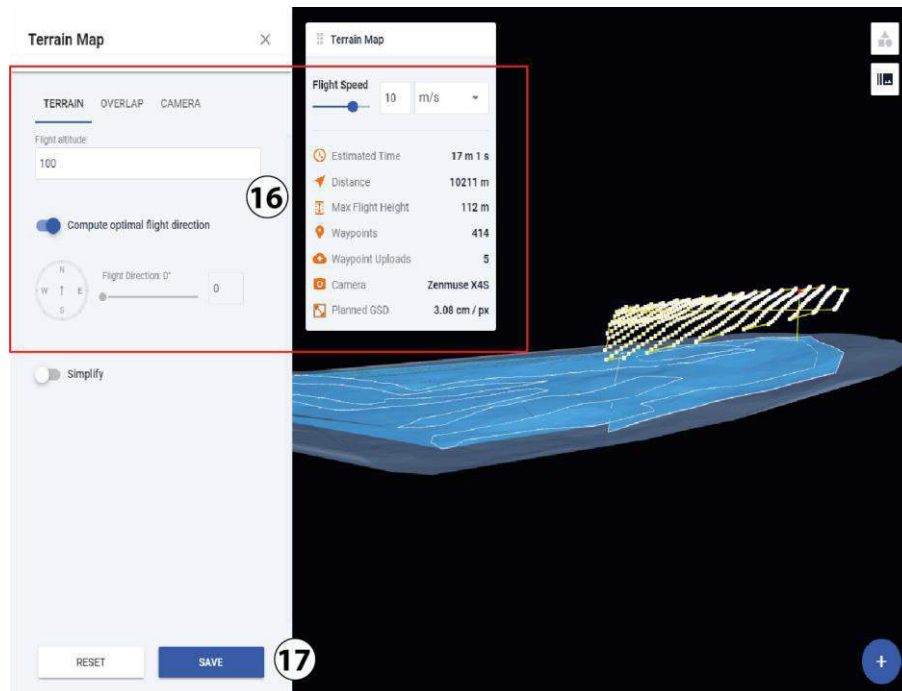 Terrain Map
TERRAIN OVERLAP CAMERA
Flight altitude:
100
16
Compute optimal flight direction
N
W E
S
Flight Direction: 0°
0
Simplify
RESET
SAVE
17
Terrain Map
Flight Speed
10 m/s
Estimated Time 17 m 1 s
Distance 10211 m
Max Flight Height 112 m
Waypoints 414
Waypoint Uploads 5
Camera Zenmuse X4S
Planned GSD 3.08 cm / px